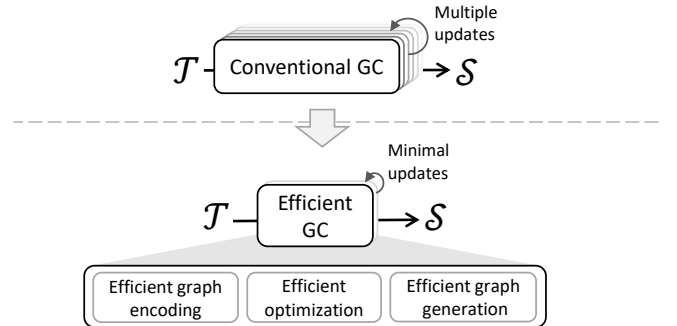 Multiple
updates
𝒯 Conventional GC 𝒮
Minimal
updates
𝒯 Efficient 𝒮
GC
Efficient graph
encoding
Efficient
optimization
Efficient graph
generation